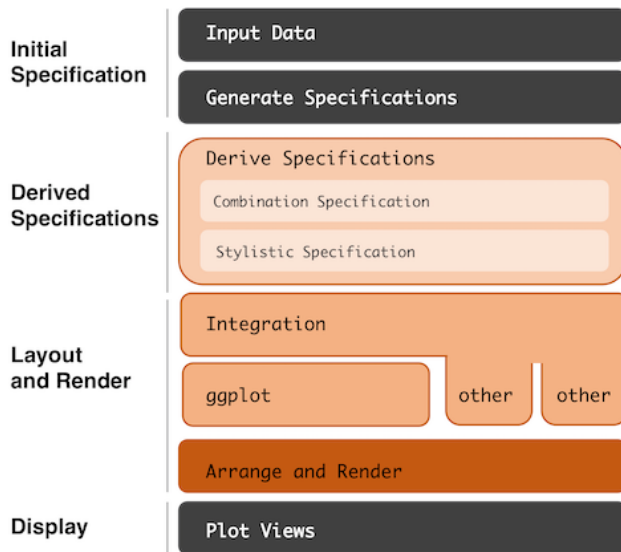 Initial
Specification
Input Data
Generate Specifications
Derived
Specifications
Derive Specifications
Combination Specification
Stylistic Specification
Layout
and Render
Integration
ggplot
other
other
Arrange and Render
Display
Plot Views